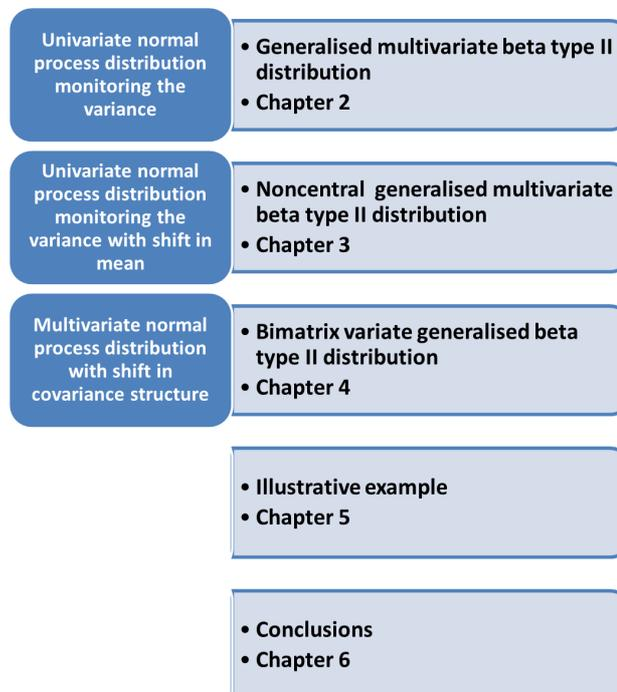 Univariate normal
process distribution
monitoring the
variance
• Generalised multivariate beta type II
distribution
• Chapter 2
Univariate normal
process distribution
monitoring the
variance with shift in
mean
• Noncentral generalised multivariate
beta type II distribution
• Chapter 3
Multivariate normal
process distribution
with shift in
covariance structure
• Bimatrix variate generalised beta
type II distribution
• Chapter 4
• Illustrative example
• Chapter 5
• Conclusions
• Chapter 6